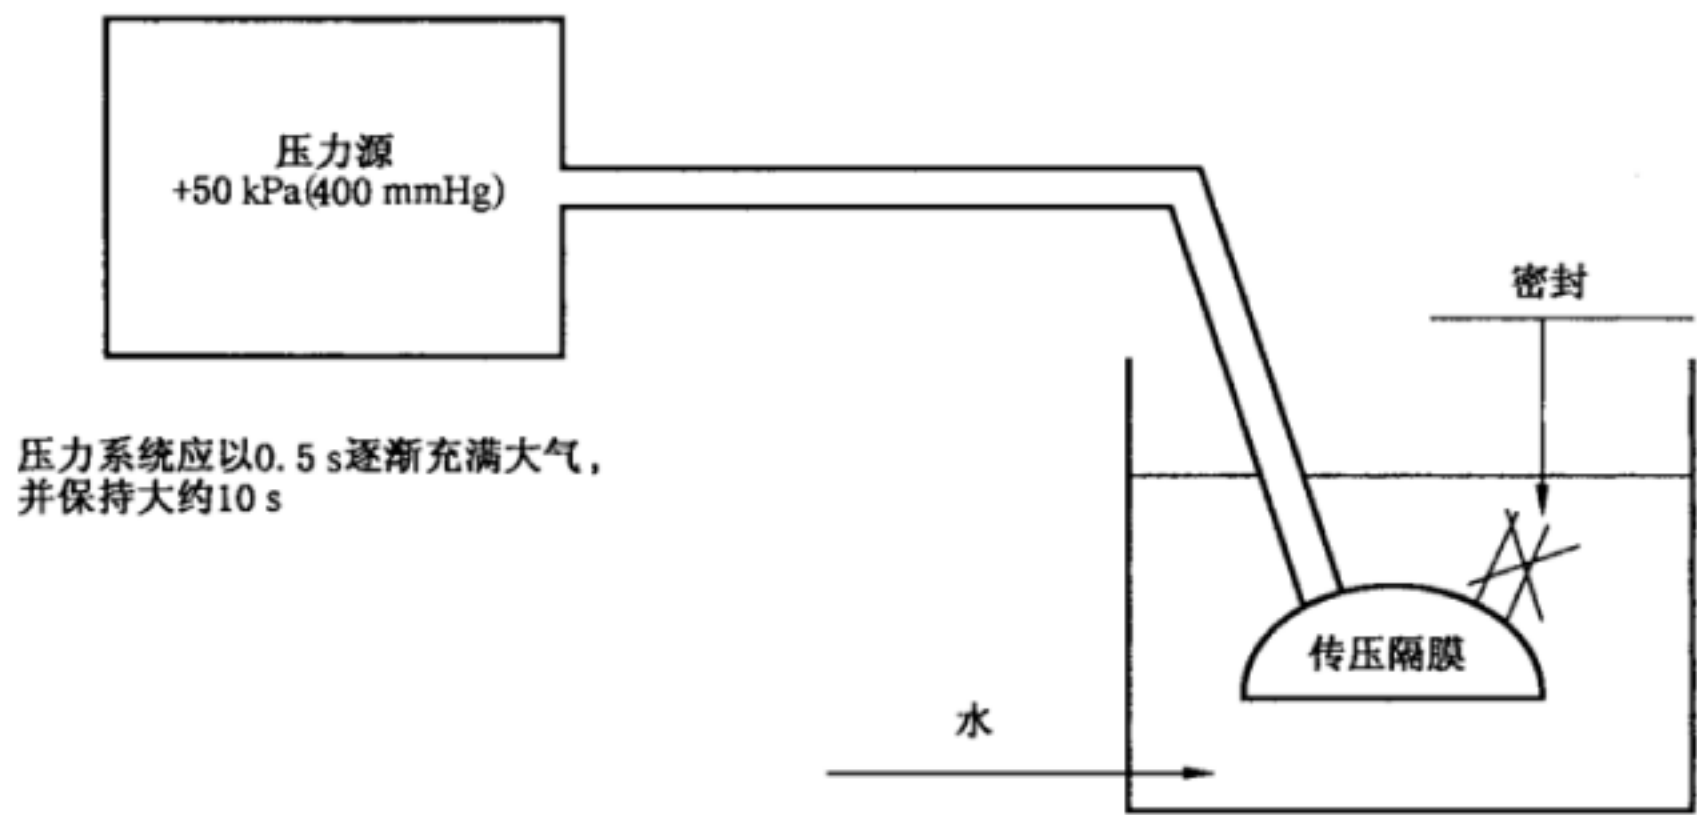 压力源
+50 kPa(400 mmHg)
密封
压力系统应以0.5 s逐渐充满大气，
并保持大约10 s
传压隔膜
水